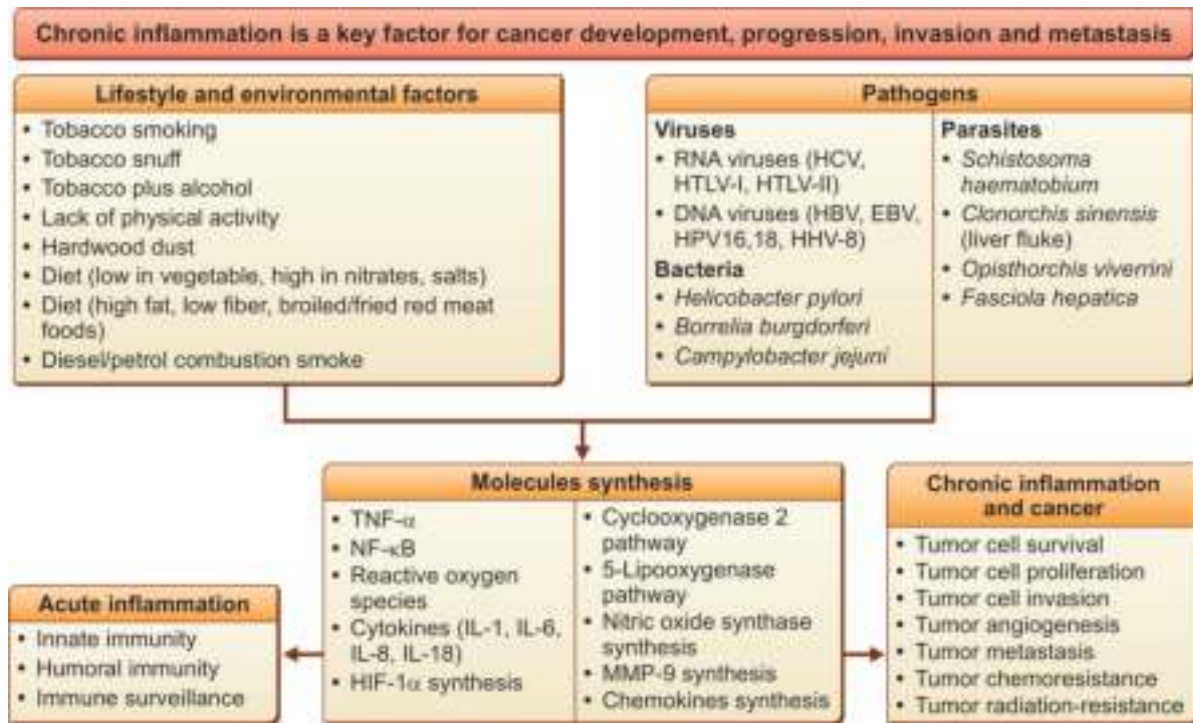 Chronic inflammation is a key factor for cancer development, progression, invasion and metastasis
Lifestyle and environmental factors
• Tobacco smoking
• Tobacco snuff
• Tobacco plus alcohol
• Lack of physical activity
• Hardwood dust
• Diet (low in vegetable, high in nitrates, salts)
• Diet (high fat, low fiber, broiled/fried red meat
foods)
• Diesel/petrol combustion smoke
Pathogens
Viruses
• RNA viruses (HCV,
HTLV-I, HTLV-II)
• DNA viruses (HBV, EBV,
HPV16,18, HHV-8)
Bacteria
• Helicobacter pylori
• Borrelia burgdorferi
• Campylobacter jejuni
Parasites
• Schistosoma
haematobium
• Clonorchis sinensis
(liver fluke)
• Opisthorchis viverrini
• Fasciola hepatica
Molecules synthesis
• TNF-α
• NF-κB
• Reactive oxygen
species
• Cytokines (IL-1, IL-6,
IL-8, IL-18)
• HIF-1α synthesis
• Cyclooxygenase 2
pathway
• 5-Lipooxygenase
pathway
• Nitric oxide synthase
synthesis
• MMP-9 synthesis
• Chemokines synthesis
Acute inflammation
• Innate immunity
• Humoral immunity
• Immune surveillance
Chronic inflammation
and cancer
• Tumor cell survival
• Tumor cell proliferation
• Tumor cell invasion
• Tumor angiogenesis
• Tumor metastasis
• Tumor chemoresistance
• Tumor radiation-resistance